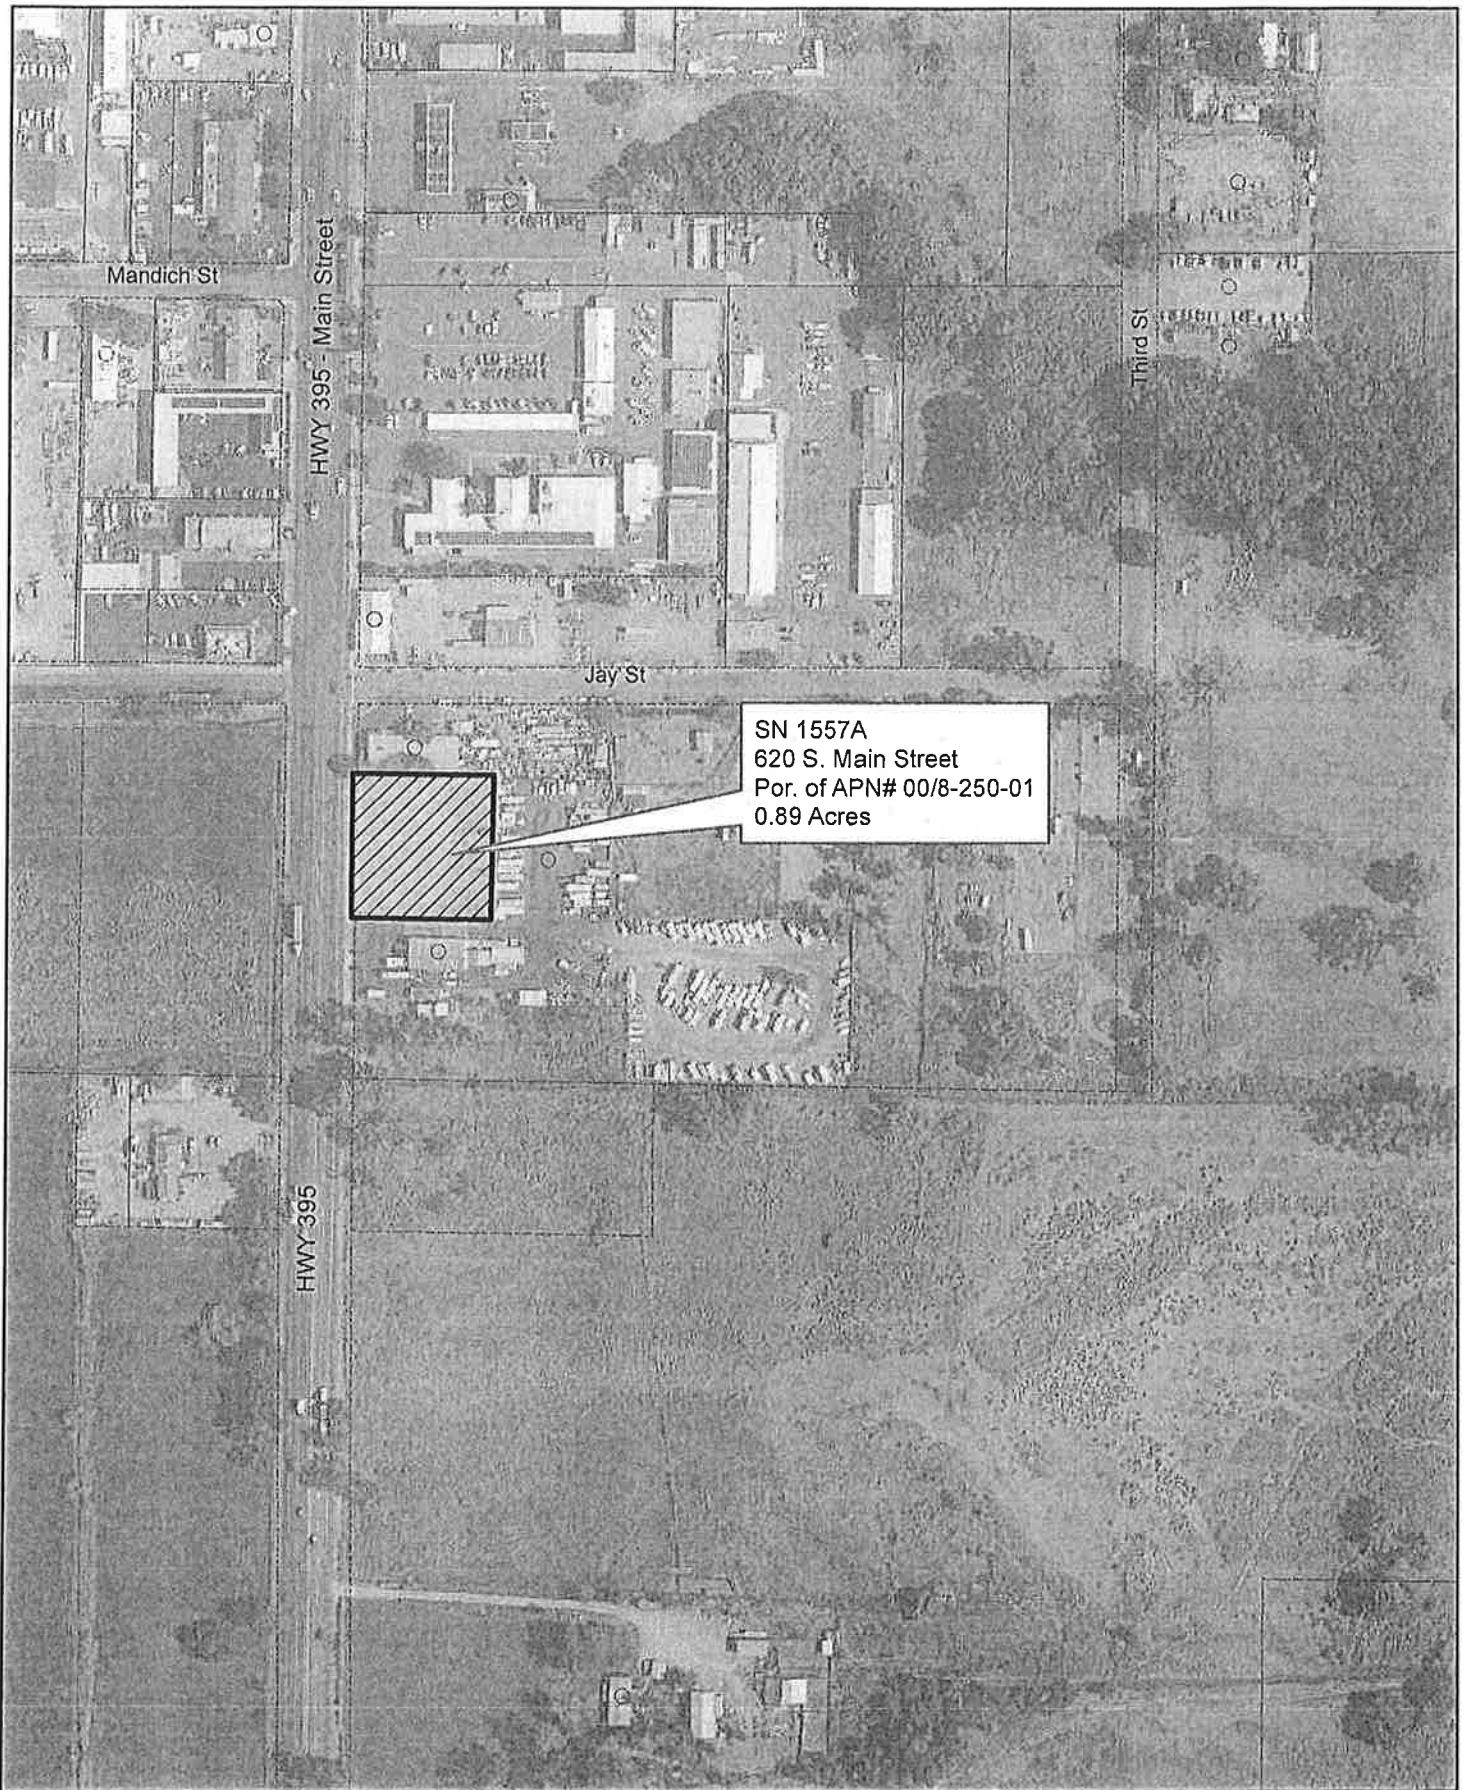 Mandich St
HWY 395 - Main Street
Third St
Jay St
SN 1557A
620 S. Main Street
Por. of APN# 00/8-250-01
0.89 Acres
HWY 395